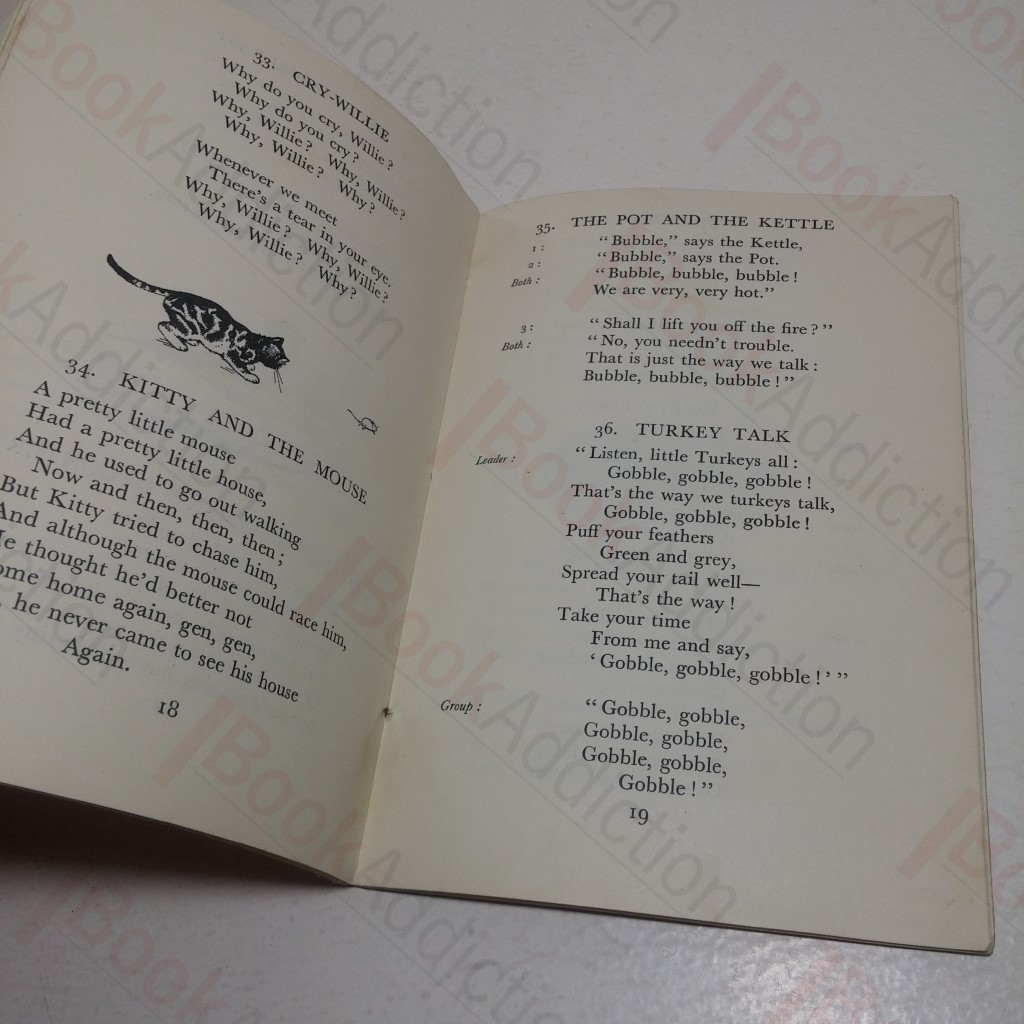 33. CRY-WILLIE
Why do you cry, Willie?
Why do you cry?
Why, Willie? Why, Willie?
Why, Willie? Why?
Whenever we meet
There's a tear in your eye.
Why, Willie? Why, Willie?
Why, Willie? Why?
34. KITTY AND THE MOUSE
A pretty little mouse
Had a pretty little house,
And he used to go out walking
Now and then, then, then;
But Kitty tried to chase him,
And although the mouse could race him,
He thought he'd better not
ome home again, gen, gen,
he never came to see his house
Again.
18
35. THE POT AND THE KETTLE
1: "Bubble," says the Kettle,
2: "Bubble," says the Pot.
Both: "Bubble, bubble, bubble!
We are very, very hot."
3: "Shall I lift you off the fire?"
Both: "No, you needn't trouble.
That is just the way we talk:
Bubble, bubble, bubble!"
36. TURKEY TALK
Leader: "Listen, little Turkeys all:
Gobble, gobble, gobble!
That's the way we turkeys talk,
Gobble, gobble, gobble!
Puff your feathers
Green and grey,
Spread your tail well—
That's the way!
Take your time
From me and say,
'Gobble, gobble, gobble!'"
Group: "Gobble, gobble,
Gobble, gobble,
Gobble, gobble,
Gobble!"
19
BookAddiction